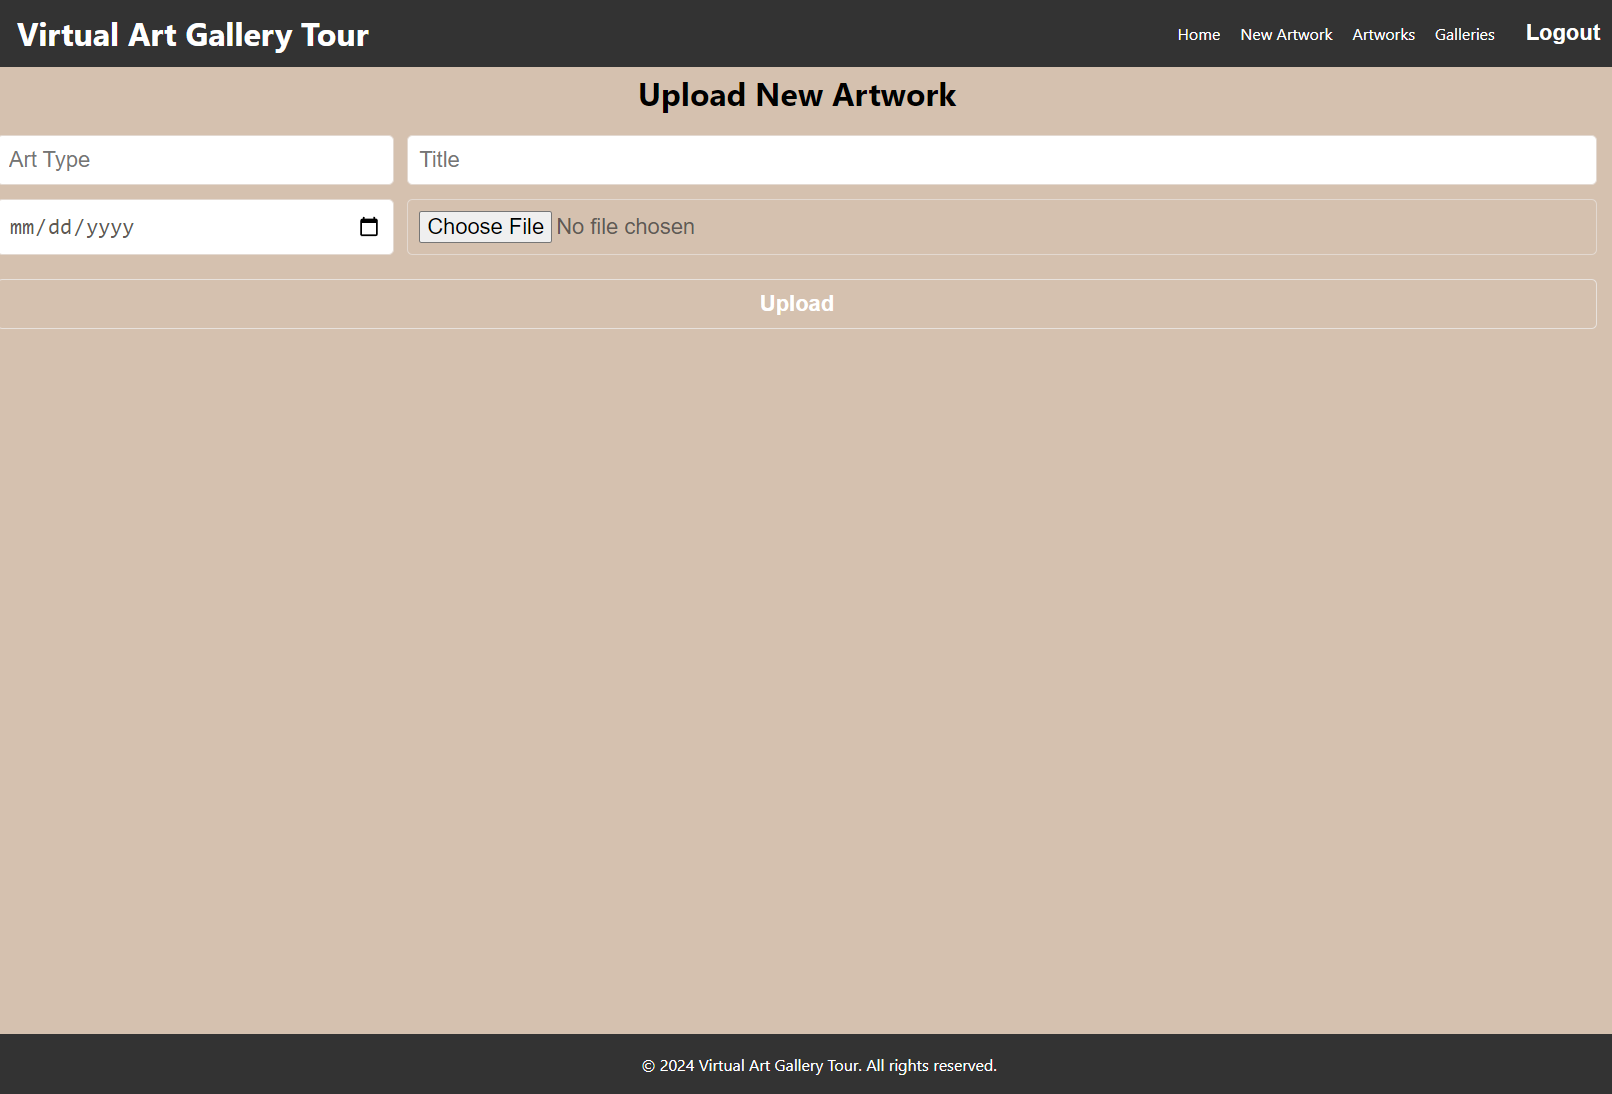 Virtual Art Gallery Tour
Home New Artwork Artworks Galleries Logout
Upload New Artwork
Art Type Title
mm/dd/yyyy Choose File No file chosen
Upload
© 2024 Virtual Art Gallery Tour. All rights reserved.